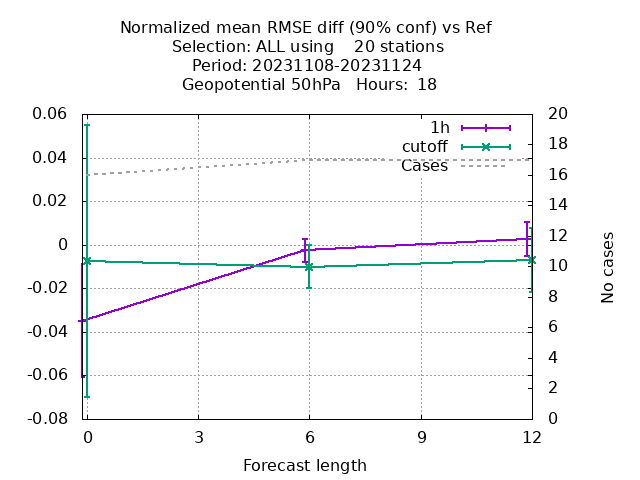 Normalized mean RMSE diff (90% conf) vs Ref
Selection: ALL using    20 stations
Period: 20231108-20231124
Geopotential 50hPa   Hours:  18
0.06
0.04
0.02
0
-0.02
-0.04
-0.06
-0.08
20
18
16
14
12
10
8
6
4
2
0
1h
cutoff
Cases
No cases
0
3
6
9
12
Forecast length